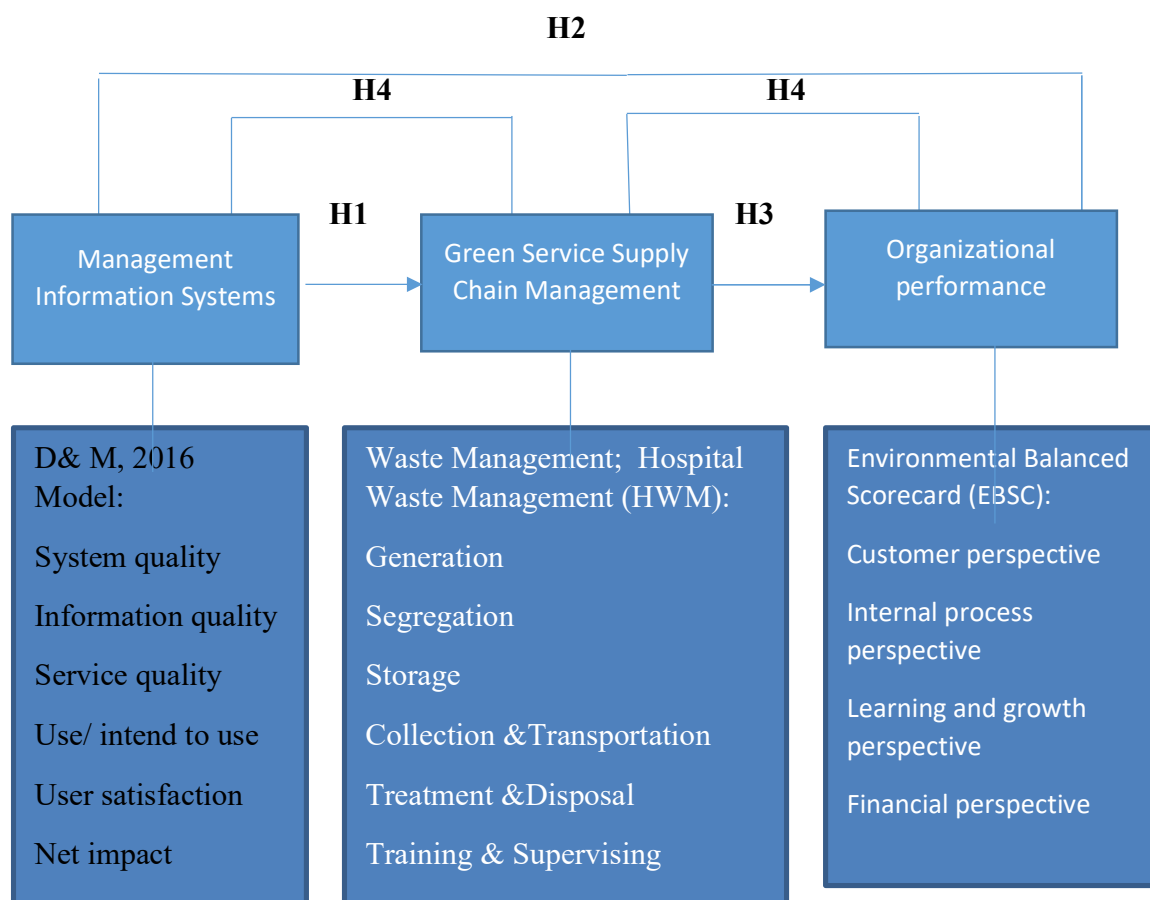 H2
H4
H4
H1
H3
Management
Information Systems
Green Service Supply
Chain Management
Organizational
performance
D& M, 2016
Model:
System quality
Information quality
Service quality
Use/ intend to use
User satisfaction
Net impact
Waste Management;  Hospital
Waste Management (HWM):
Generation
Segregation
Storage
Collection &Transportation
Treatment &Disposal
Training & Supervising
Environmental Balanced
Scorecard (EBSC):
Customer perspective
Internal process
perspective
Learning and growth
perspective
Financial perspective